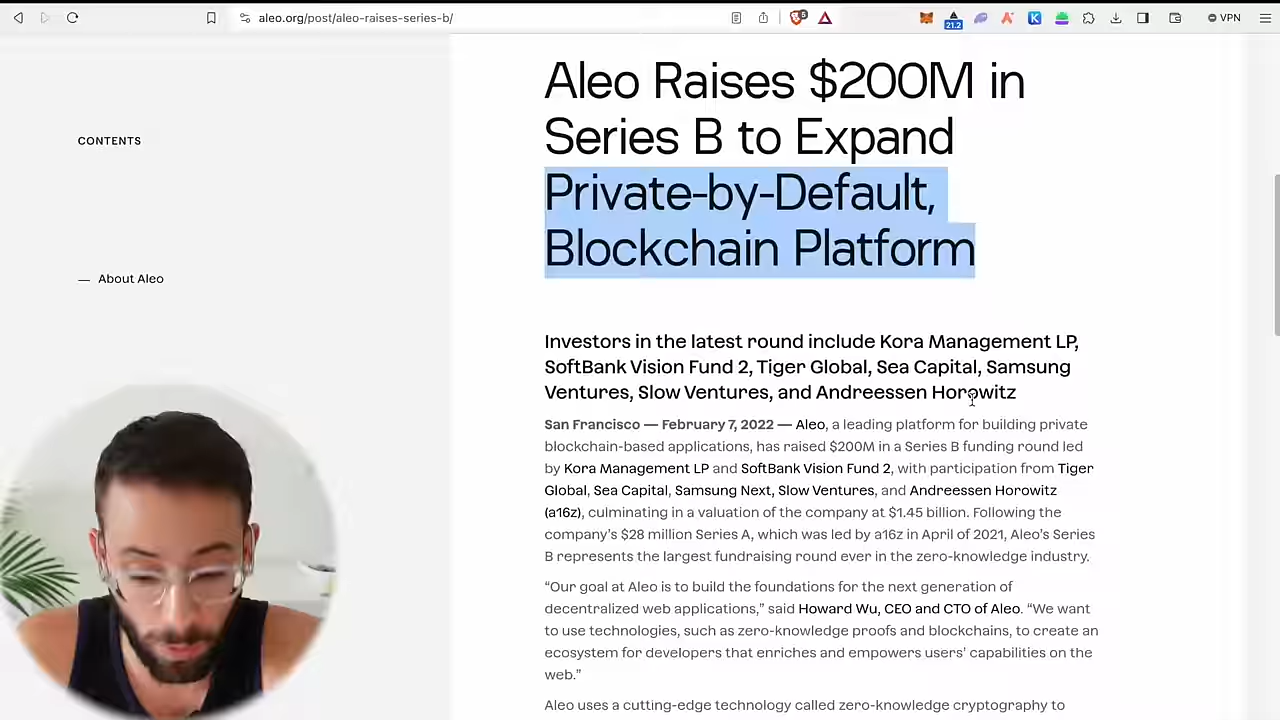 aleo.org/post/aleo-raises-series-b/
5
21.2
VPN
Aleo Raises $200M in
Series B to Expand
Private-by-Default,
Blockchain Platform
CONTENTS
— About Aleo
Investors in the latest round include Kora Management LP,
SoftBank Vision Fund 2, Tiger Global, Sea Capital, Samsung
Ventures, Slow Ventures, and Andreessen Horowitz
San Francisco — February 7, 2022 — Aleo, a leading platform for building private
blockchain-based applications, has raised $200M in a Series B funding round led
by Kora Management LP and SoftBank Vision Fund 2, with participation from Tiger
Global, Sea Capital, Samsung Next, Slow Ventures, and Andreessen Horowitz
(a16z), culminating in a valuation of the company at $1.45 billion. Following the
company’s $28 million Series A, which was led by a16z in April of 2021, Aleo’s Series
B represents the largest fundraising round ever in the zero-knowledge industry.
“Our goal at Aleo is to build the foundations for the next generation of
decentralized web applications,” said Howard Wu, CEO and CTO of Aleo. “We want
to use technologies, such as zero-knowledge proofs and blockchains, to create an
ecosystem for developers that enriches and empowers users’ capabilities on the
web.”
Aleo uses a cutting-edge technology called zero-knowledge cryptography to